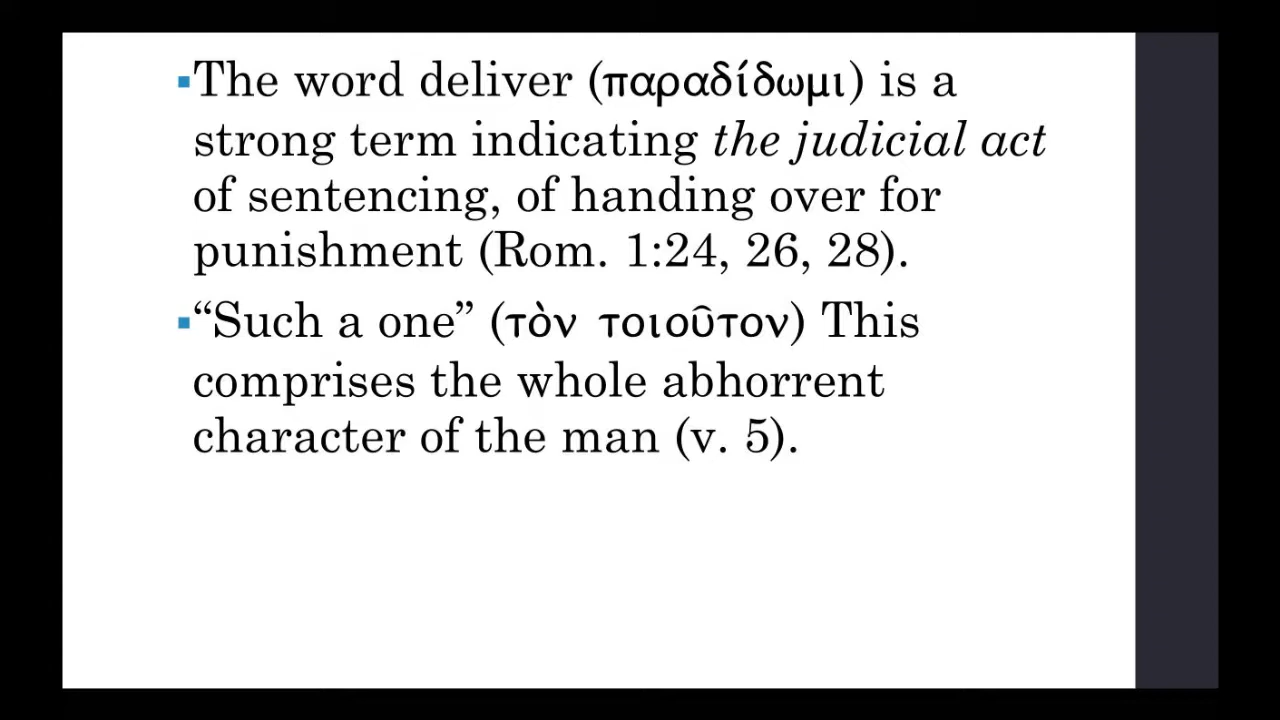 ▪The word deliver (παραδίδωμι) is a
strong term indicating the judicial act
of sentencing, of handing over for
punishment (Rom. 1:24, 26, 28).
▪“Such a one” (τὸν τοιοῦτον) This
comprises the whole abhorrent
character of the man (v. 5).